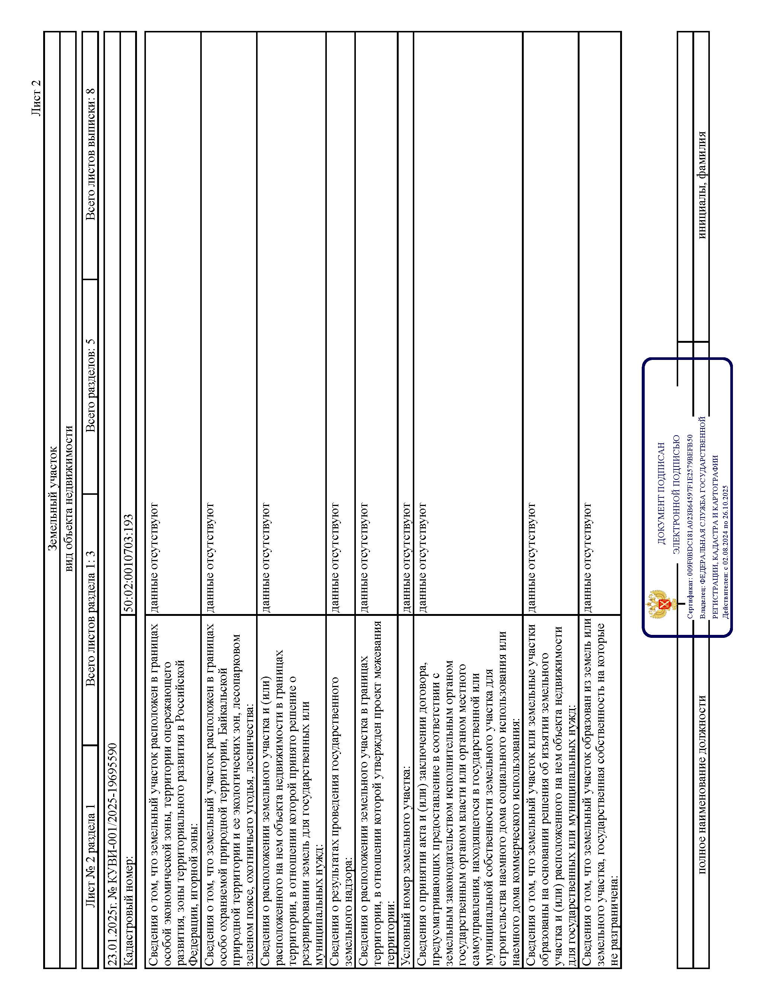 Лист 2
Земельный участок
вид объекта недвижимости
Лист № 2 раздела 1
Всего листов раздела 1: 3
Всего разделов: 5
Всего листов выписки: 8
23.01.2025г. № КУВИ-001/2025-19695590
Кадастровый номер:
50:02:0010703:193
Сведения о том, что земельный участок расположен в границах
особой экономической зоны, территории опережающего
развития, зоны территориального развития в Российской
Федерации, игорной зоны:
данные отсутствуют
Сведения о том, что земельный участок расположен в границах
особо охраняемой природной территории, Байкальской
природной территории и ее экологических зон, лесопарковом
зеленом поясе, охотничьего угодья, лесничества:
данные отсутствуют
Сведения о расположении земельного участка и (или)
расположенного на нем объекта недвижимости в границах
территории, в отношении которой принято решение о
резервировании земель для государственных или
муниципальных нужд:
данные отсутствуют
Сведения о результатах проведения государственного
земельного надзора:
данные отсутствуют
Сведения о расположении земельного участка в границах
территории, в отношении которой утвержден проект межевания
территории:
данные отсутствуют
Условный номер земельного участка:
данные отсутствуют
Сведения о принятии акта и (или) заключении договора,
предусматривающих предоставление в соответствии с
земельным законодательством исполнительным органом
государственным органом власти или органом местного
самоуправления, находящегося в государственной или
муниципальной собственности земельного участка для
строительства наемного дома социального использования или
наемного дома коммерческого использования:
данные отсутствуют
Сведения о том, что земельный участок или земельные участки
образованы на основании решения об изъятии земельного
участка и (или) расположенного на нем объекта недвижимости
для государственных или муниципальных нужд:
данные отсутствуют
Сведения о том, что земельный участок образован из земель или
земельного участка, государственная собственность на которые
не разграничена:
данные отсутствуют
ДОКУМЕНТ ПОДПИСАН
ЭЛЕКТРОННОЙ ПОДПИСЬЮ
Сертификат: 009F0BDC181A023B64597F1E2579BEFB50
Владелец: ФЕДЕРАЛЬНАЯ СЛУЖБА ГОСУДАРСТВЕННОЙ
РЕГИСТРАЦИИ, КАДАСТРА И КАРТОГРАФИИ
Действителен: с 02.08.2024 по 26.10.2025
полное наименование должности
инициалы, фамилия